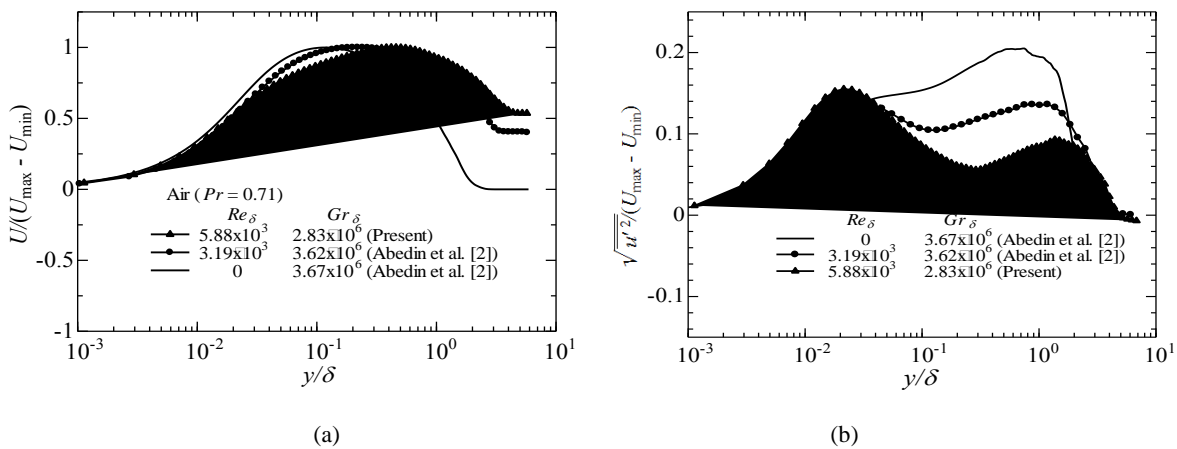 1
0.5
0
-0.5
-1
U/(U_max - U_min)
Air (Pr = 0.71)
Re_δ Gr_δ
5.88x10^3 2.83x10^6 (Present)
3.19x10^3 3.62x10^6 (Abedin et al. [2])
0 3.67x10^6 (Abedin et al. [2])
10^-3 10^-2 10^-1 10^0 10^1
y/δ
(a)
0.2
0.1
0
-0.1
√u'^2/(U_max - U_min)
Re_δ Gr_δ
0 3.67x10^6 (Abedin et al. [2])
3.19x10^3 3.62x10^6 (Abedin et al. [2])
5.88x10^3 2.83x10^6 (Present)
10^-3 10^-2 10^-1 10^0 10^1
y/δ
(b)